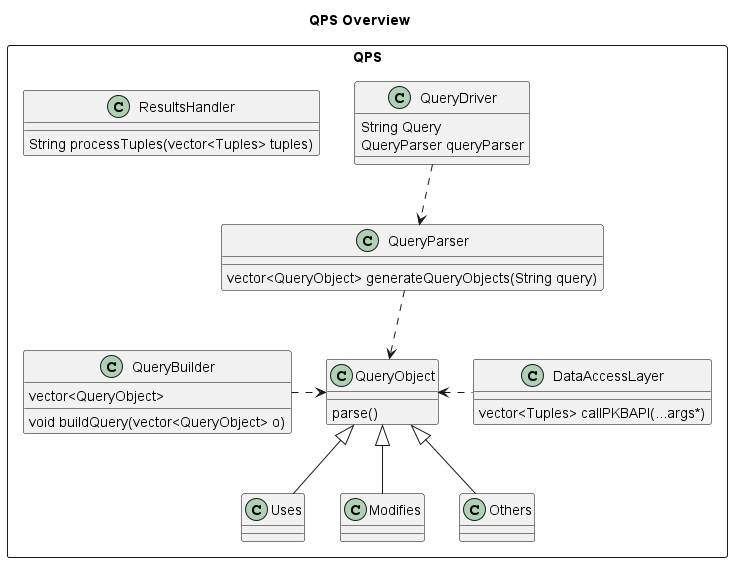 QPS Overview
QPS
C ResultsHandler
String processTuples(vector<Tuples> tuples)
C QueryDriver
String Query
QueryParser queryParser
C QueryParser
vector<QueryObject> generateQueryObjects(String query)
C QueryBuilder
vector<QueryObject>
void buildQuery(vector<QueryObject> o)
C QueryObject
parse()
C DataAccessLayer
vector<Tuples> callPKBAPI(...args*)
C Uses
C Modifies
C Others